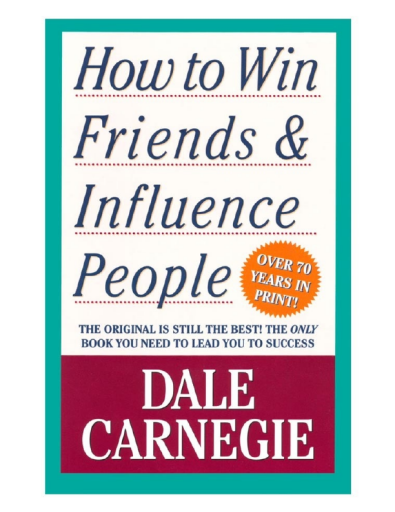 How to Win
Friends &
Influence
People
OVER 70
YEARS IN
PRINT!
THE ORIGINAL IS STILL THE BEST! THE ONLY
BOOK YOU NEED TO LEAD YOU TO SUCCESS
DALE
CARNEGIE